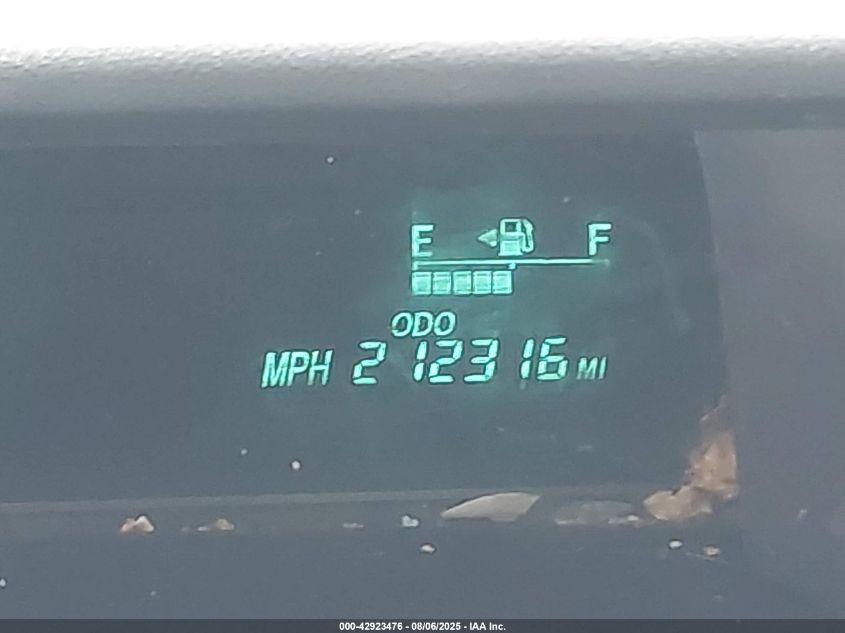 E F
ODO
MPH 212316 MI
000-42923476 - 08/06/2025 - IAA Inc.